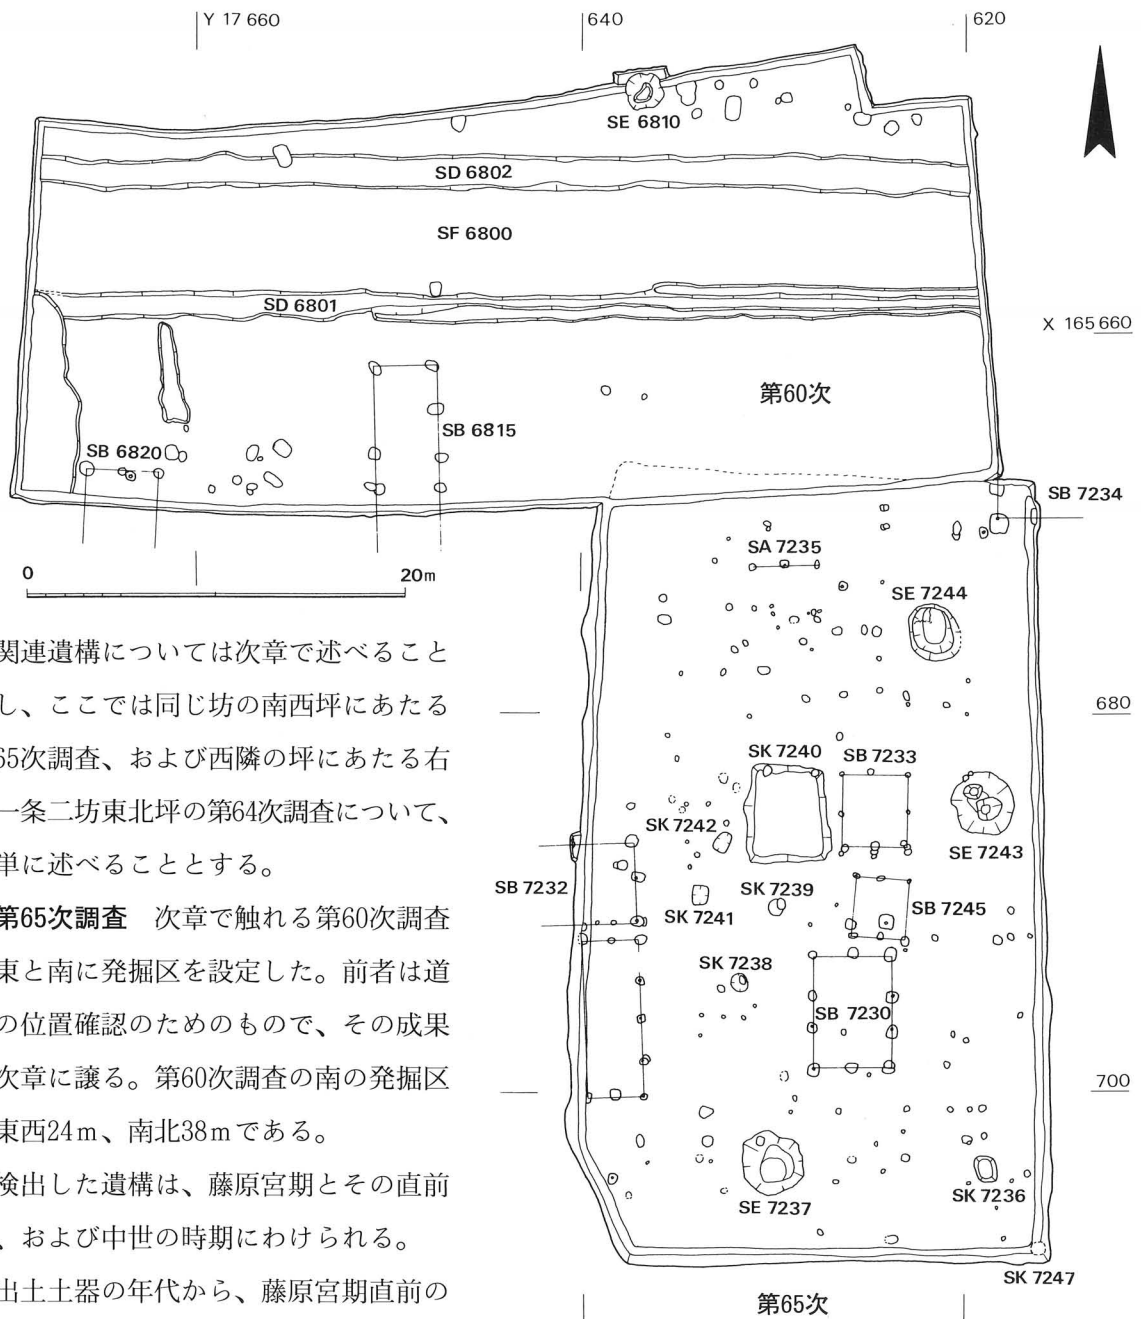 Y 17 660
640
620
SE 6810
SD 6802
SF 6800
SD 6801
X 165 660
第60次
SB 6815
SB 6820
SB 7234
SA 7235
0
20m
SE 7244
関連遺構については次章で述べること
し、ここでは同じ坊の南西坪にあたる
65次調査、および西隣の坪にあたる右
一条二坊東北坪の第64次調査について、
単に述べることとする。
第65次調査　次章で触れる第60次調査
東と南に発掘区を設定した。前者は道
の位置確認のためのもので、その成果
次章に譲る。第60次調査の南の発掘区
東西24m、南北38mである。
検出した遺構は、藤原宮期とその直前
、および中世の時期にわけられる。
出土土器の年代から、藤原宮期直前の
680
SK 7240
SB 7233
SK 7242
SE 7243
SB 7232
SK 7239
SK 7241
SB 7245
SK 7238
SB 7230
700
SE 7237
SK 7236
SK 7247
第65次